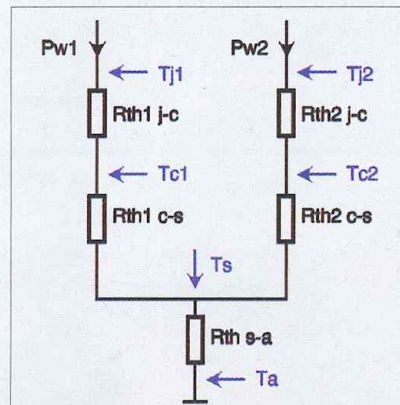 Pw1 Pw2
Tj1 Tj2
Rth1 j-c Rth2 j-c
Tc1 Tc2
Rth1 c-s Rth2 c-s
Ts
Rth s-a
Ta